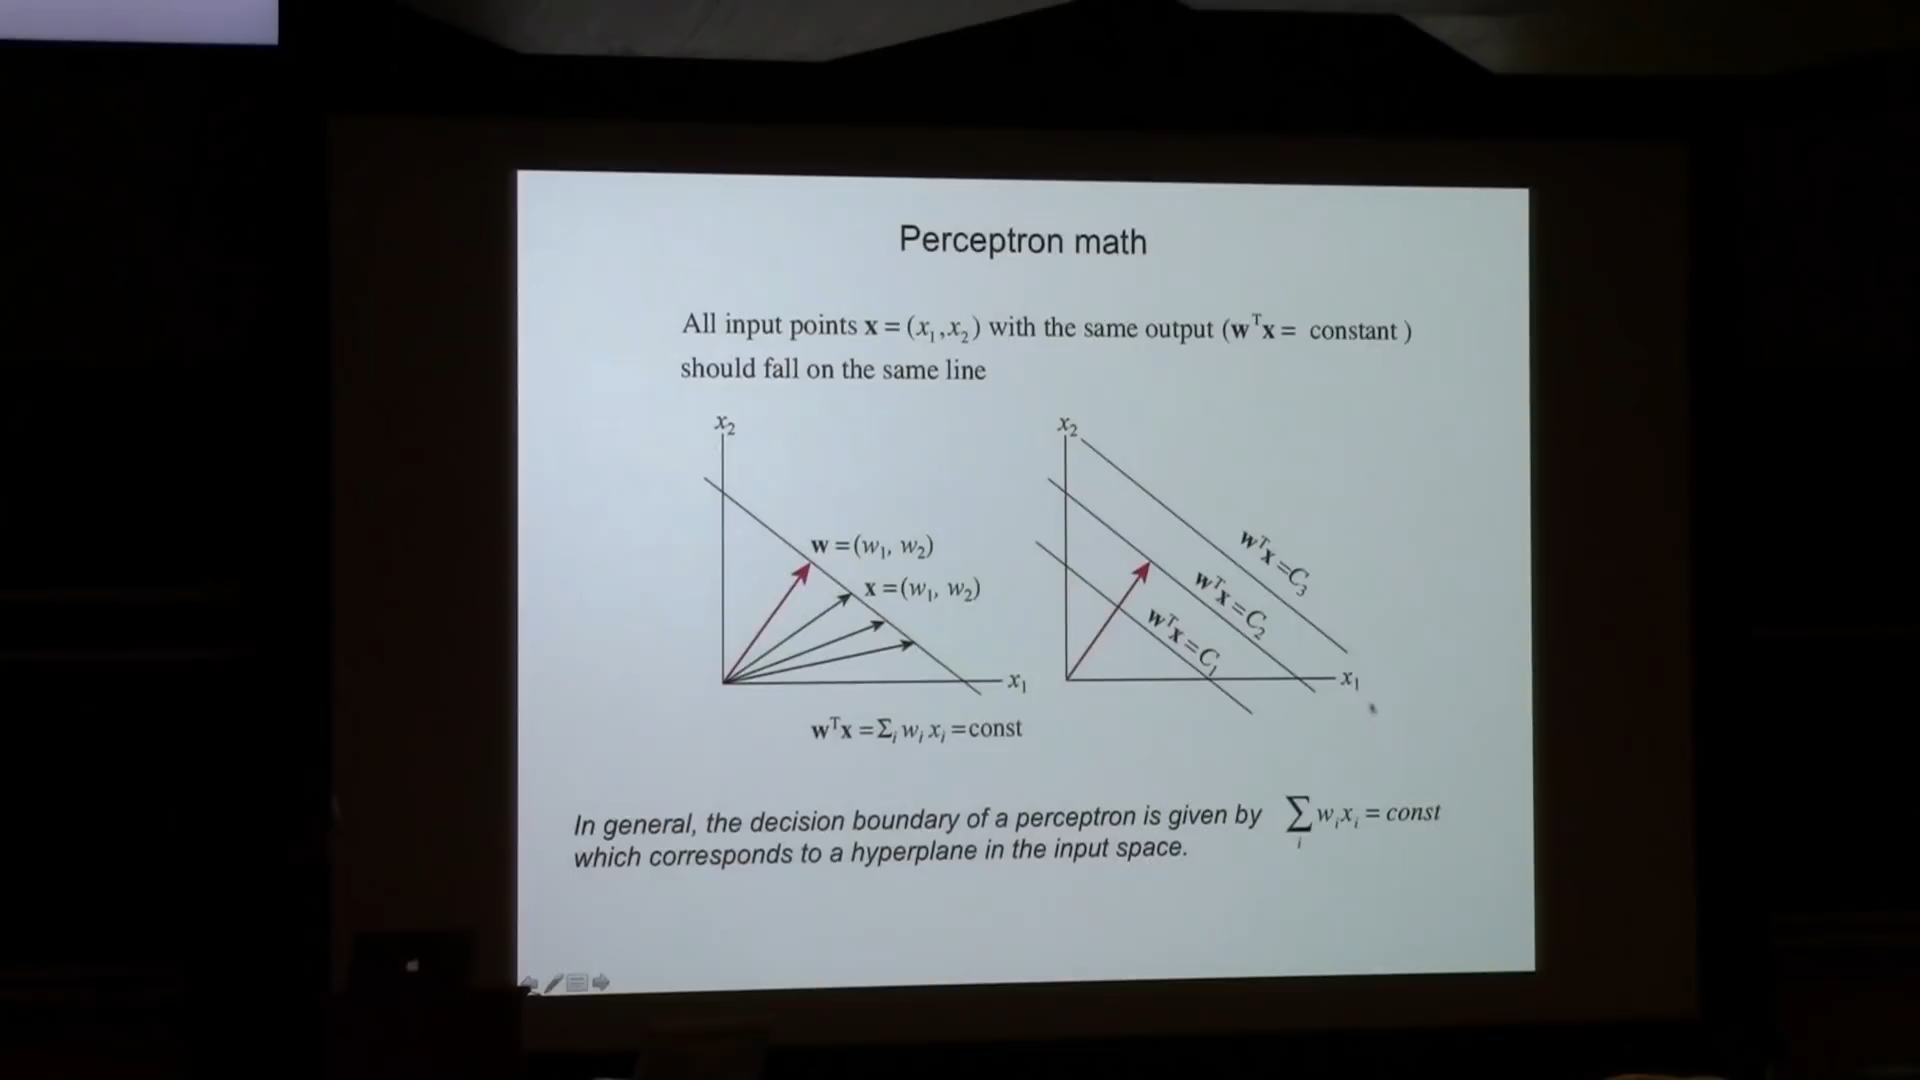 Perceptron math
All input points x = (x₁,x₂) with the same output (wᵀx = constant )
should fall on the same line
x₂
w =(w₁, w₂)
x =(w₁, w₂)
x₁
wᵀx =Σᵢ wᵢ xᵢ =const
x₂
wᵀx =C₃
wᵀx =C₂
wᵀx =C₁
x₁
In general, the decision boundary of a perceptron is given by ∑ᵢ wᵢxᵢ = const
which corresponds to a hyperplane in the input space.